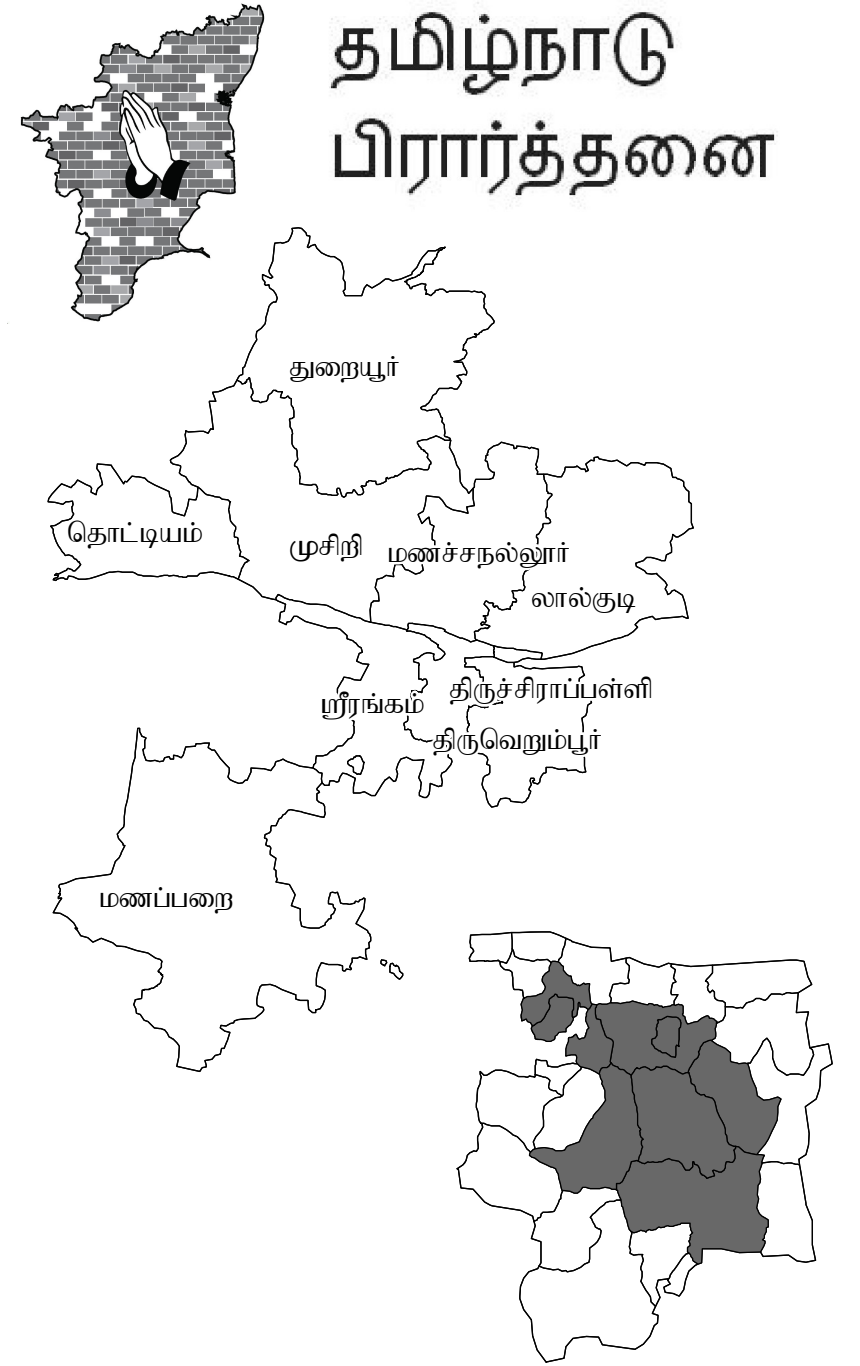 தமிழ்நாடு
பிரார்த்தனை
துறையூர்
தொட்டியம்
முசிறி
மணச்சநல்லூர்
லால்குடி
திருச்சிராப்பள்ளி
ஸ்ரீரங்கம்
திருவெறும்பூர்
மணப்பறை